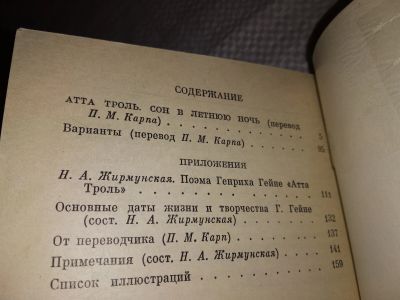 СОДЕРЖАНИЕ
АТТА ТРОЛЬ. СОН В ЛЕТНЮЮ НОЧЬ (перевод
П. М. Карпа) . . . . . . . . . . . . 5
Варианты (перевод П. М. Карпа) . . . . . . 95
ПРИЛОЖЕНИЯ
Н. А. Жирмунская. Поэма Генриха Гейне «Атта
Тролль» . . . . . . . . . . . . . 111
Основные даты жизни и творчества Г. Гейне
(сост. Н. А. Жирмунская) . . . . . . . 132
От переводчика (П. М. Карп) . . . . . . . 137
Примечания (сост. Н. А. Жирмунская) . . . . 141
Список иллюстраций . . . . . . . . . . 159